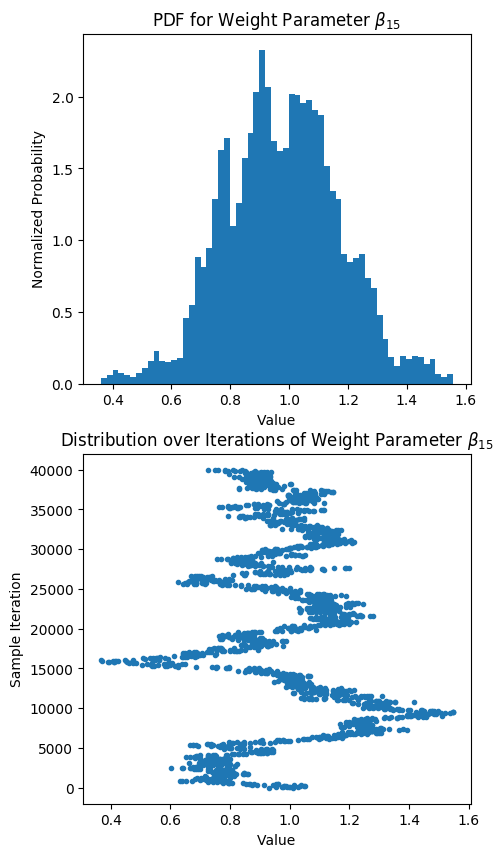 PDF for Weight Parameter β₁₅
Normalized Probability
2.0
1.5
1.0
0.5
0.0
0.4 0.6 0.8 1.0 1.2 1.4 1.6
Value
Distribution over Iterations of Weight Parameter β₁₅
Sample Iteration
40000
35000
30000
25000
20000
15000
10000
5000
0
0.4 0.6 0.8 1.0 1.2 1.4 1.6
Value